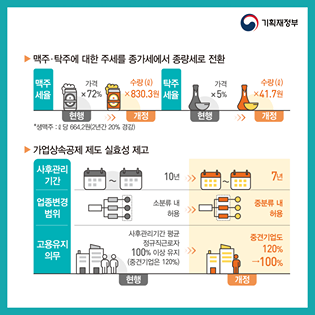 기획재정부
▶ 맥주·탁주에 대한 주세를 종가세에서 종량세로 전환
맥주 세율
가격 ×72%
현행
수량(ℓ) ×830.3원
개정
탁주 세율
가격 ×5%
현행
수량(ℓ) ×41.7원
개정
*생맥주 : ℓ당 664.2원(2년간 20% 경감)
▶ 가업상속공제 제도 실효성 제고
사후관리 기간
~ 10년
~ 7년
업종변경 범위
소분류 내 허용
중분류 내 허용
고용유지 의무
사후관리기간 평균
정규직근로자
100% 이상 유지
(중견기업은 120%)
중견기업도
120%
→100%
현행
개정